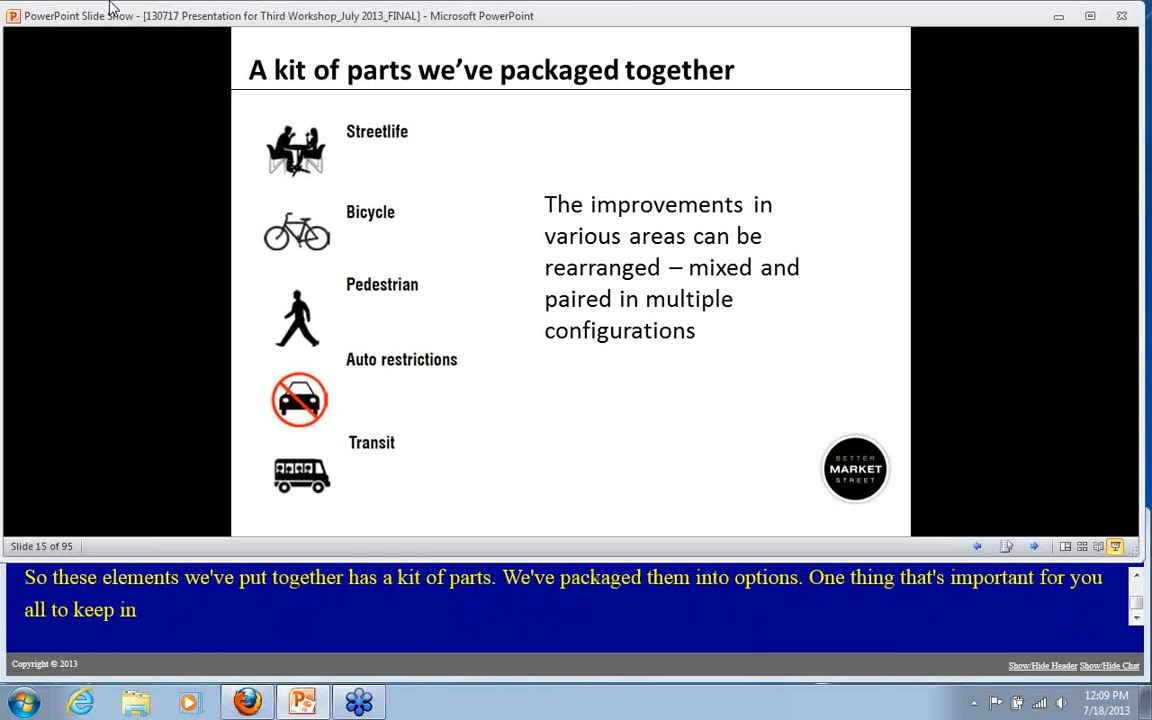 PowerPoint Slide Show - [130717 Presentation for Third Workshop_July 2013_FINAL] - Microsoft PowerPoint
A kit of parts we've packaged together
Streetlife
Bicycle
Pedestrian
Auto restrictions
Transit
The improvements in
various areas can be
rearranged – mixed and
paired in multiple
configurations
BETTER
MARKET
STREET
Slide 15 of 95
So these elements we've put together has a kit of parts. We've packaged them into options. One thing that's important for you
all to keep in
Copyright © 2013
Show/Hide Header Show/Hide Chat
12:09 PM
7/18/2013